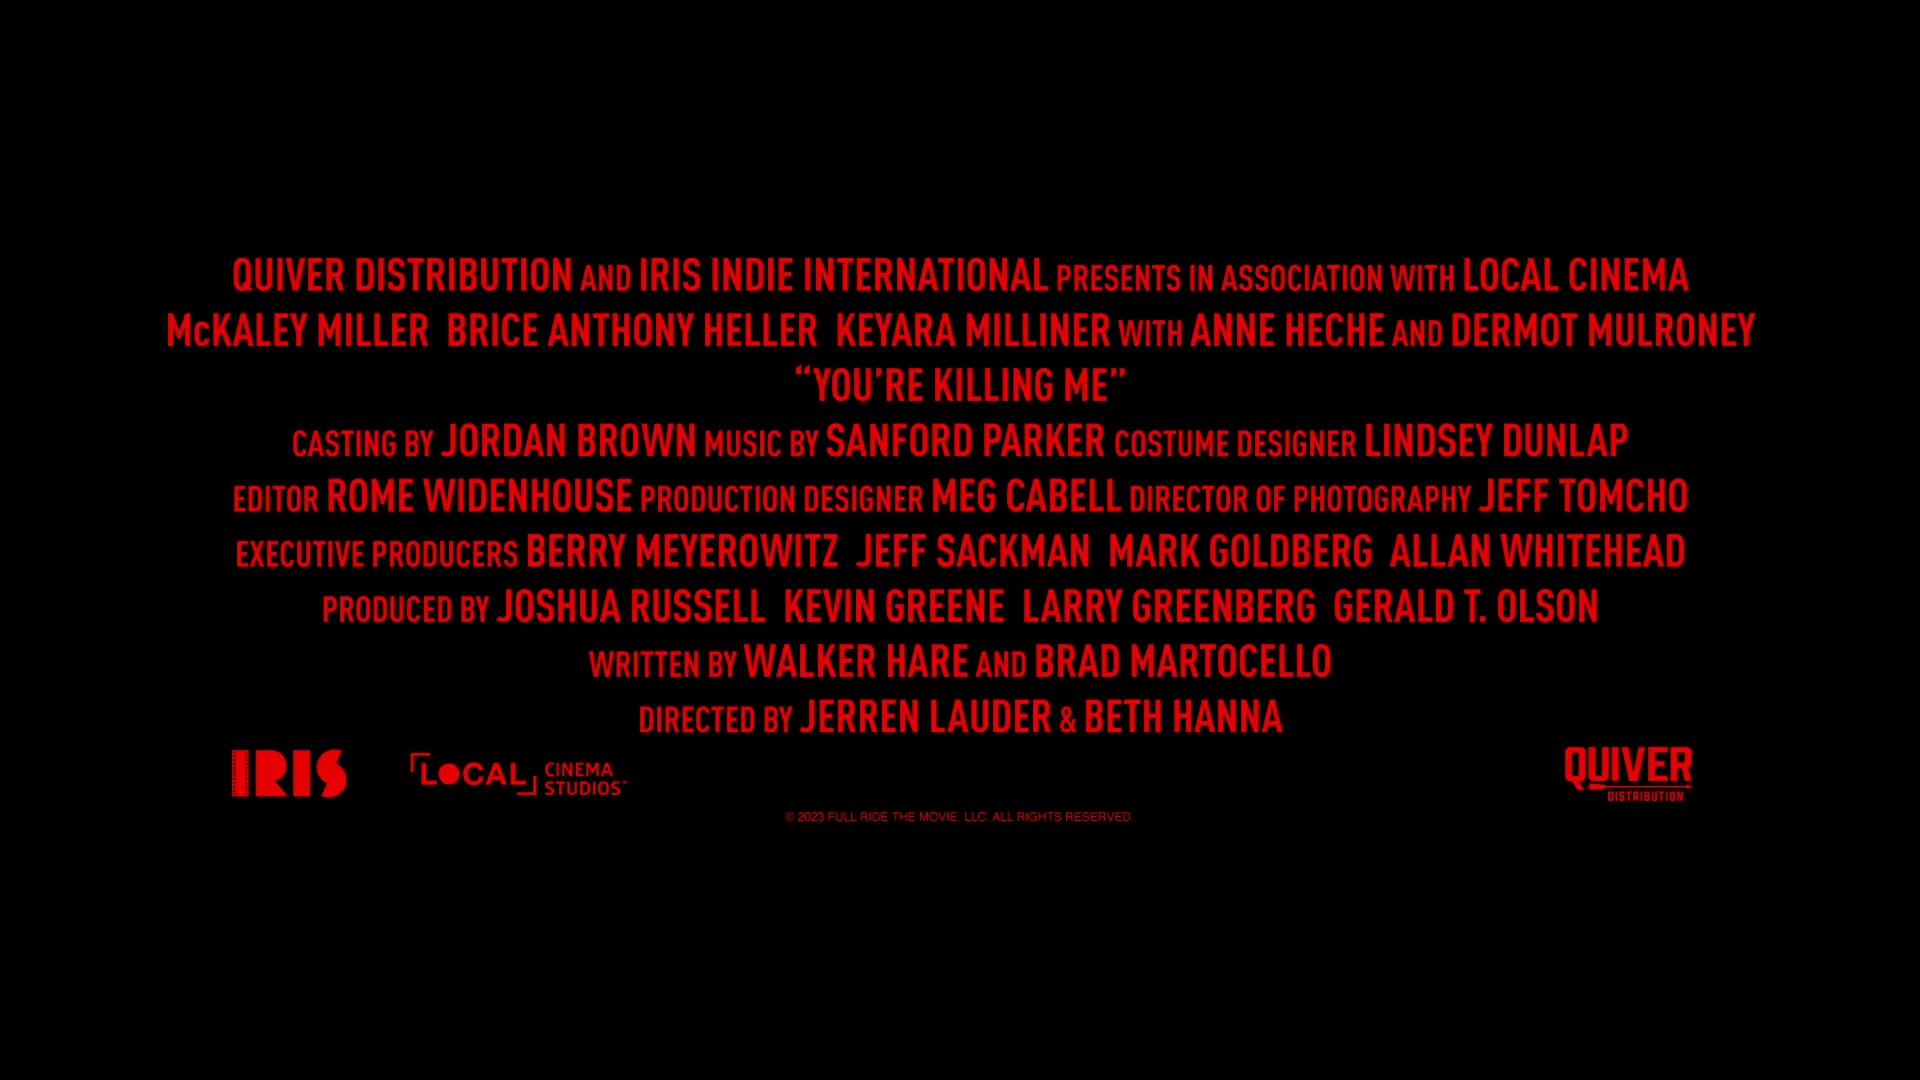 QUIVER DISTRIBUTION AND IRIS INDIE INTERNATIONAL PRESENTS IN ASSOCIATION WITH LOCAL CINEMA
McKALEY MILLER BRICE ANTHONY HELLER KEYARA MILLINER WITH ANNE HECHE AND DERMOT MULRONEY
“YOU’RE KILLING ME”
CASTING BY JORDAN BROWN MUSIC BY SANFORD PARKER COSTUME DESIGNER LINDSEY DUNLAP
EDITOR ROME WIDENHOUSE PRODUCTION DESIGNER MEG CABELL DIRECTOR OF PHOTOGRAPHY JEFF TOMCHO
EXECUTIVE PRODUCERS BERRY MEYEROWITZ JEFF SACKMAN MARK GOLDBERG ALLAN WHITEHEAD
PRODUCED BY JOSHUA RUSSELL KEVIN GREENE LARRY GREENBERG GERALD T. OLSON
WRITTEN BY WALKER HARE AND BRAD MARTOCELLO
DIRECTED BY JERREN LAUDER & BETH HANNA
IRIS
LOCAL CINEMA STUDIOS™
QUIVER
DISTRIBUTION
© 2023 FULL RIDE THE MOVIE, LLC. ALL RIGHTS RESERVED.